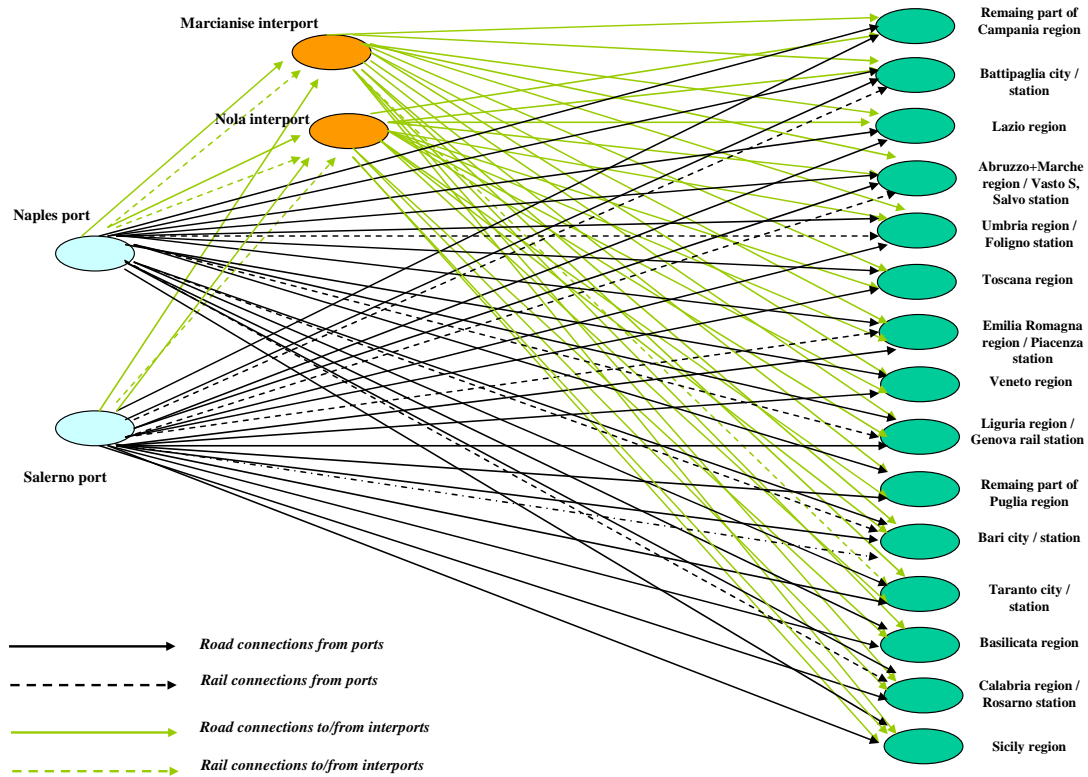 Marcianise interport
Nola interport
Naples port
Salerno port
Remaing part of
Campania region
Battipaglia city /
station
Lazio region
Abruzzo+Marche
region / Vasto S,
Salvo station
Umbria region /
Foligno station
Toscana region
Emilia Romagna
region / Piacenza
station
Veneto region
Liguria region /
Genova rail station
Remaing part of
Puglia region
Bari city / station
Taranto city /
station
Basilicata region
Calabria region /
Rosarno station
Sicily region
Road connections from ports
Rail connections from ports
Road connections to/from interports
Rail connections to/from interports